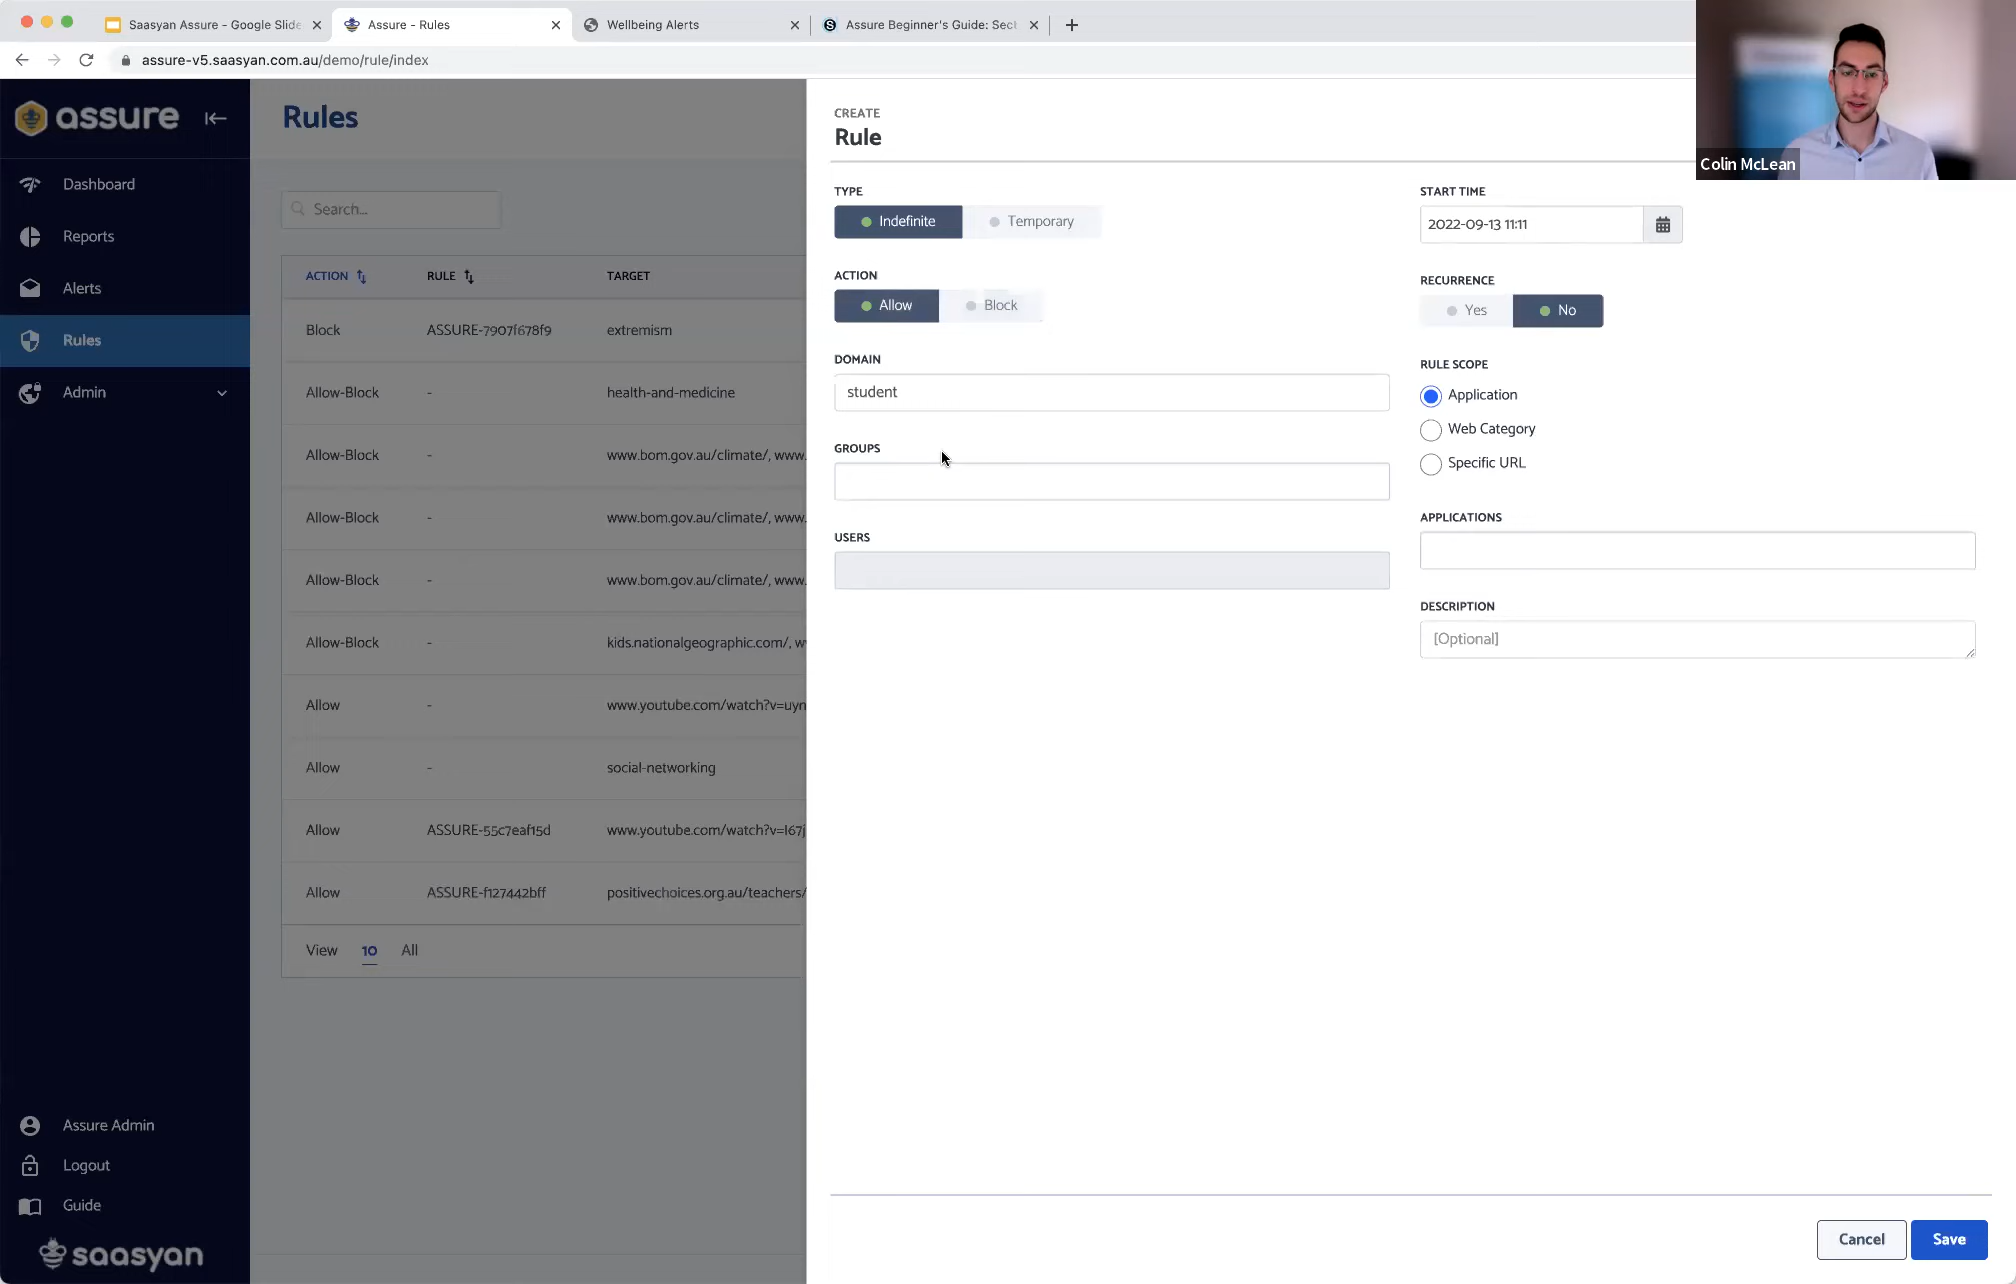 Saasyan Assure - Google Slide
Assure - Rules
Wellbeing Alerts
Assure Beginner's Guide: Sect
assure-v5.saasyan.com.au/demo/rule/index
Colin McLean
assure
Dashboard
Reports
Alerts
Rules
Admin
Assure Admin
Logout
Guide
saasyan
Rules
Search...
ACTION RULE TARGET
Block ASSURE-7907f678f9 extremism
Allow-Block - health-and-medicine
Allow-Block - www.bom.gov.au/climate/, www.
Allow-Block - www.bom.gov.au/climate/, www.
Allow-Block - www.bom.gov.au/climate/, www.
Allow-Block - kids.nationalgeographic.com/, w
Allow - www.youtube.com/watch?v=uyn
Allow - social-networking
Allow ASSURE-55c7eaf15d www.youtube.com/watch?v=I67j
Allow ASSURE-f127442bff positivechoices.org.au/teachers/
View 10 All
CREATE
Rule
TYPE
Indefinite Temporary
ACTION
Allow Block
DOMAIN
student
GROUPS
USERS
START TIME
2022-09-13 11:11
RECURRENCE
Yes No
RULE SCOPE
Application
Web Category
Specific URL
APPLICATIONS
DESCRIPTION
[Optional]
Cancel Save